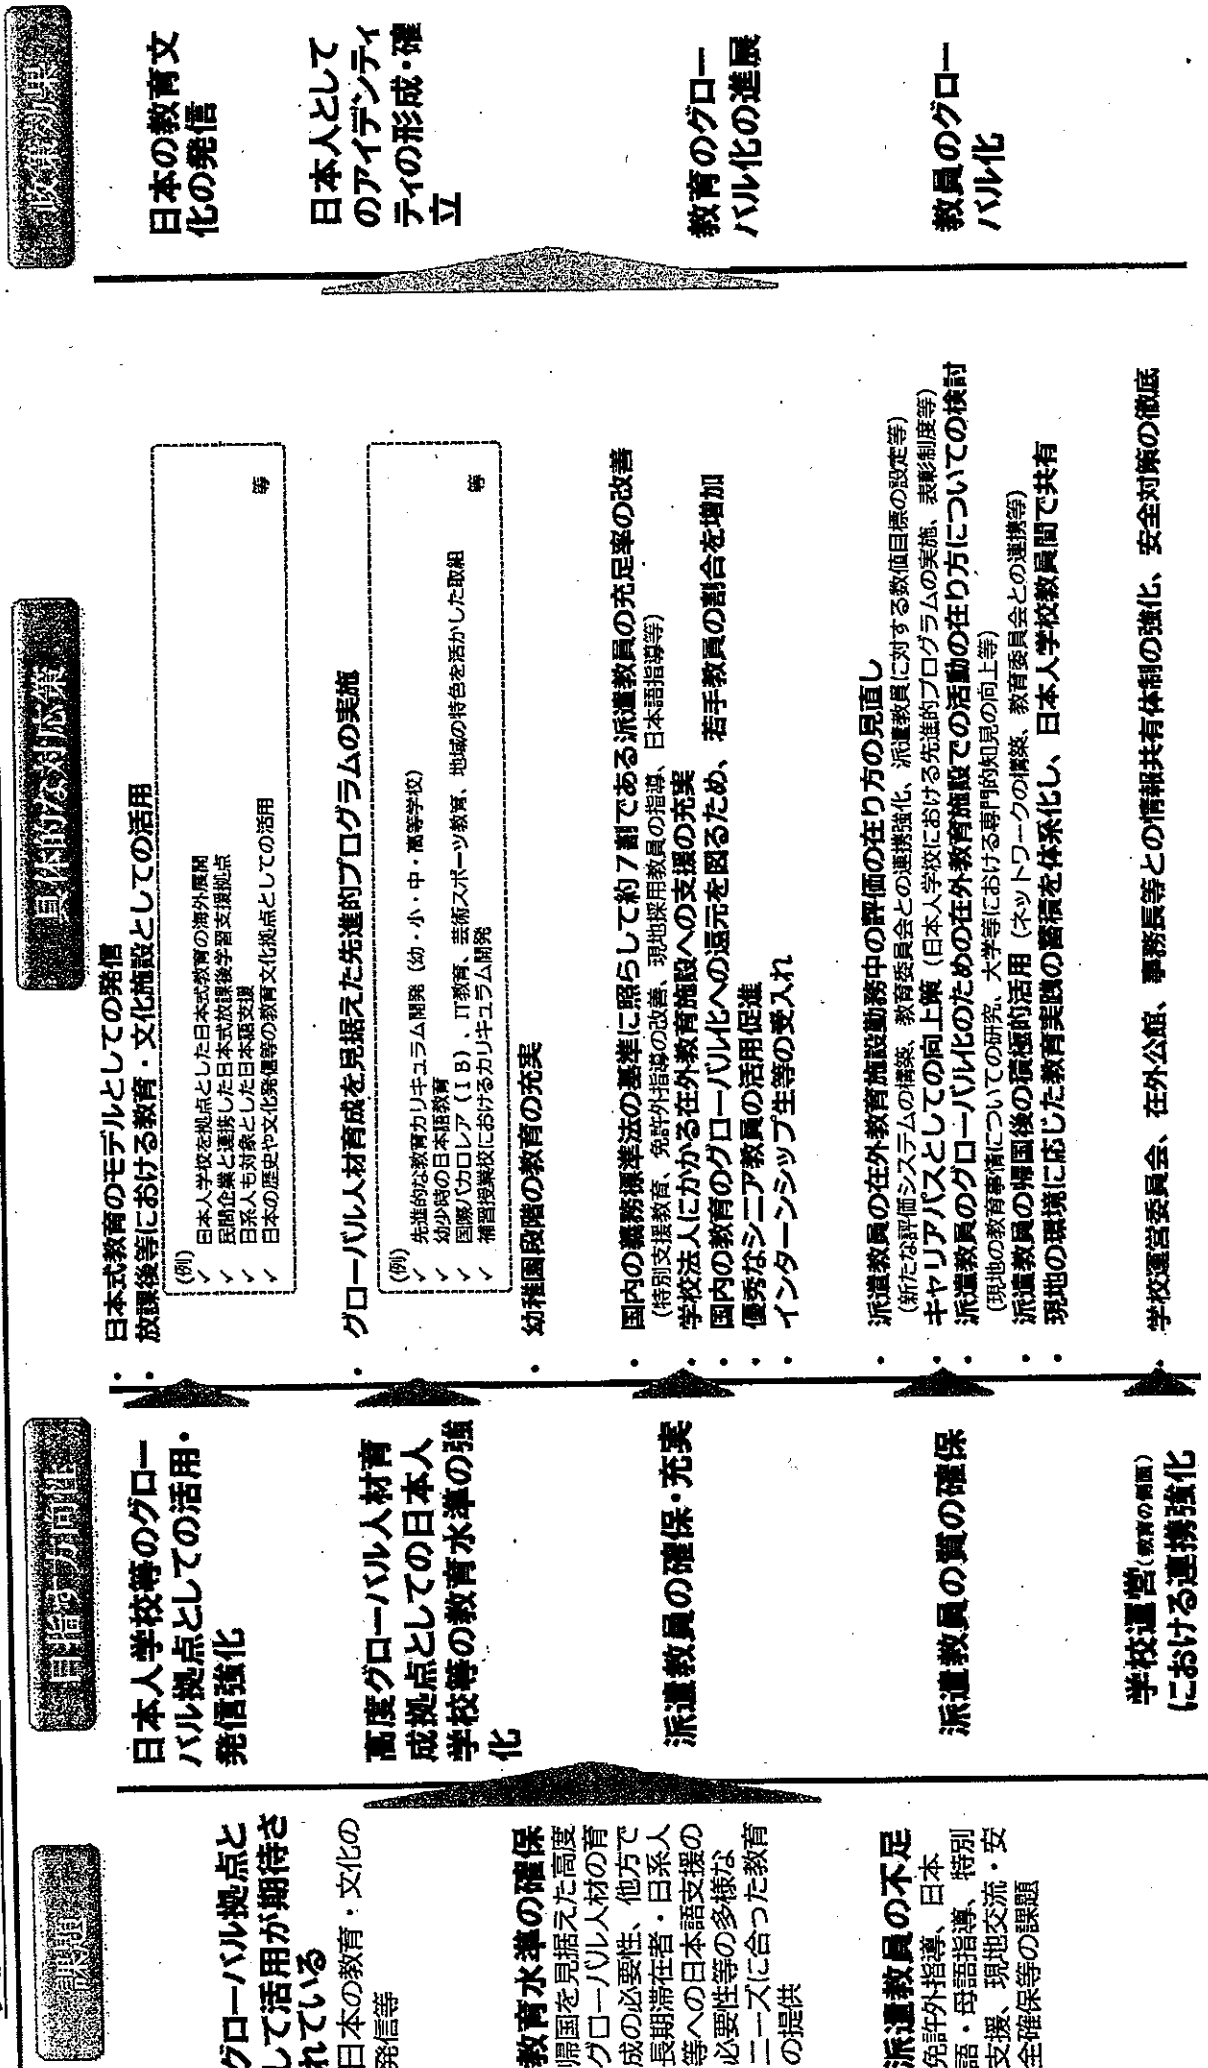 課題
グローバル拠点と
して活用が期待さ
れている
日本の教育・文化の
発信等
教育水準の確保
帰国を見据えた高度
グローバル人材の育
成の必要性、他方で
長期滞在者・日系人
等への日本語支援の
必要性等の多様な
ニーズに合った教育
の提供
派遣教員の不足
免許外指導、日本
語・母語指導、特別
支援、現地交流・安
全確保等の課題
目指す方向性
日本人学校等のグロー
バル拠点としての活用・
発信強化
高度グローバル人材育
成拠点としての日本人
学校等の教育水準の強
化
派遣教員の確保・充実
派遣教員の質の確保
学校運営(教育の側面)
における連携強化
具体的な対応策
• 日本式教育のモデルとしての発信
• 放課後等における教育・文化施設としての活用
(例)
✓ 日本人学校を拠点とした日本式教育の海外展開
✓ 民間企業と連携した日本式放課後学習支援拠点
✓ 日系人も対象とした日本語支援
✓ 日本の歴史や文化発信等の教育文化拠点としての活用 等
• グローバル人材育成を見据えた先進的プログラムの実施
(例)
✓ 先進的な教育カリキュラム開発(幼・小・中・高等学校)
✓ 幼少時の日本語教育
✓ 国際バカロレア(IB)、IT教育、芸術スポーツ教育、地域の特色を活かした取組
✓ 補習授業校におけるカリキュラム開発 等
• 幼稚園段階の教育の充実
• 国内の義務標準法の基準に照らして約7割である派遣教員の充足率の改善
(特別支援教育、免許外指導の改善、現地採用教員の指導、日本語指導等)
• 学校法人にかかる在外教育施設への支援の充実
• 国内の教育のグローバル化への還元を図るため、若手教員の割合を増加
• 優秀なシニア教員の活用促進
• インターンシップ生等の受入れ
• 派遣教員の在外教育施設勤務中の評価の在り方の見直し
(新たな評価システムの構築、教育委員会との連携強化、派遣教員に対する数値目標の設定等)
• キャリアパスとしての向上策(日本人学校における先進的プログラムの実施、表彰制度等)
• 派遣教員のグローバル化のための在外教育施設での活動の在り方についての検討
(現地の教育事情についての研究、大学等における専門的知見の向上等)
• 派遣教員の帰国後の積極的活用(ネットワークの構築、教育委員会との連携等)
• 現地の環境に応じた教育実践の蓄積を体系化し、日本人学校教員間で共有
• 学校運営委員会、在外公館、事務長等との情報共有体制の強化、安全対策の徹底
政策効果
日本の教育文
化の発信
日本人として
のアイデンティ
ティの形成・確
立
教育のグロー
バル化の進展
教員のグロー
バル化